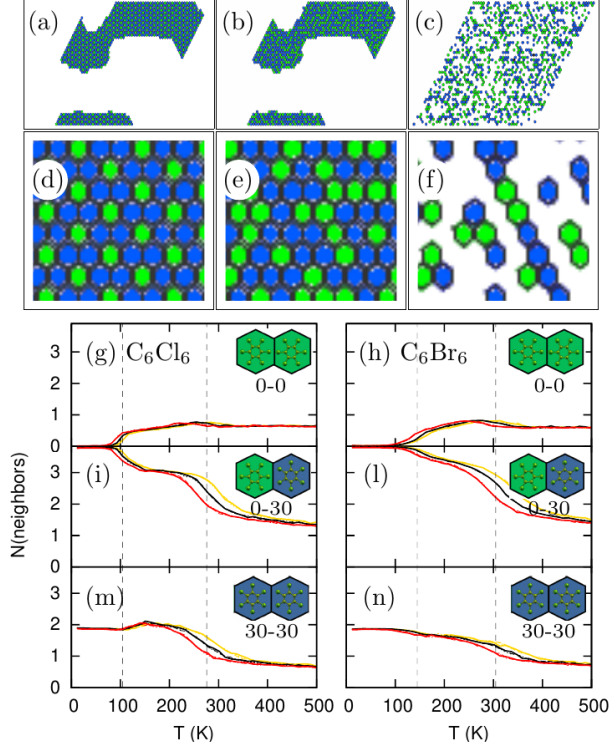 (a) (b) (c)
(d) (e) (f)
(g) C₆Cl₆ (h) C₆Br₆
3
2
1
0
0-0 0-0
(i) (l)
3
2
1
0
0-30 0-30
(m) (n)
3
2
1
0
30-30 30-30
N(neighbors)
0 100 200 300 400 500 100 200 300 400 500
T (K) T (K)